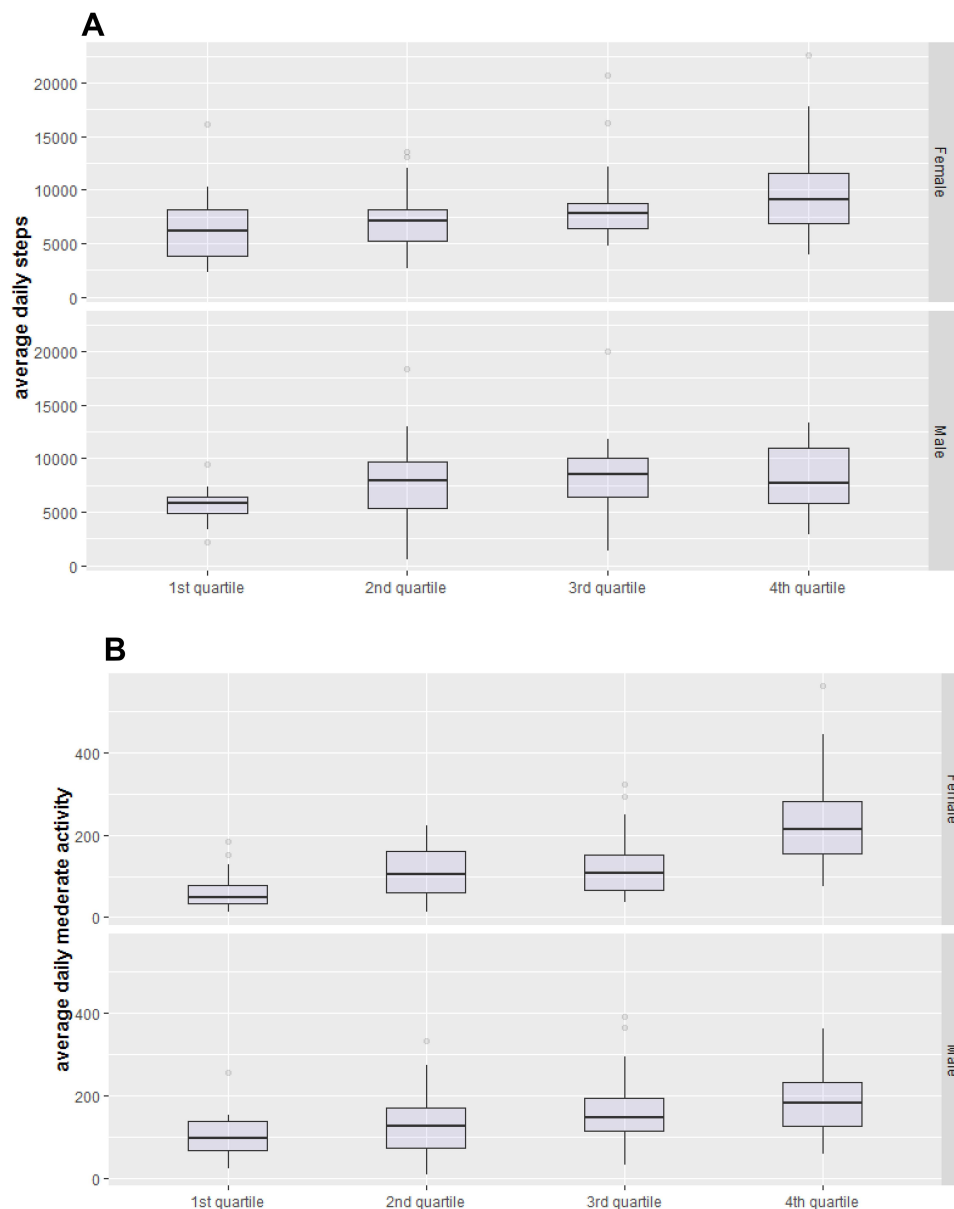 A
average daily steps
20000
15000
10000
5000
0
Female
20000
15000
10000
5000
0
Male
1st quartile 2nd quartile 3rd quartile 4th quartile
B
average daily mederate activity
400
200
0
Female
400
200
0
Male
1st quartile 2nd quartile 3rd quartile 4th quartile